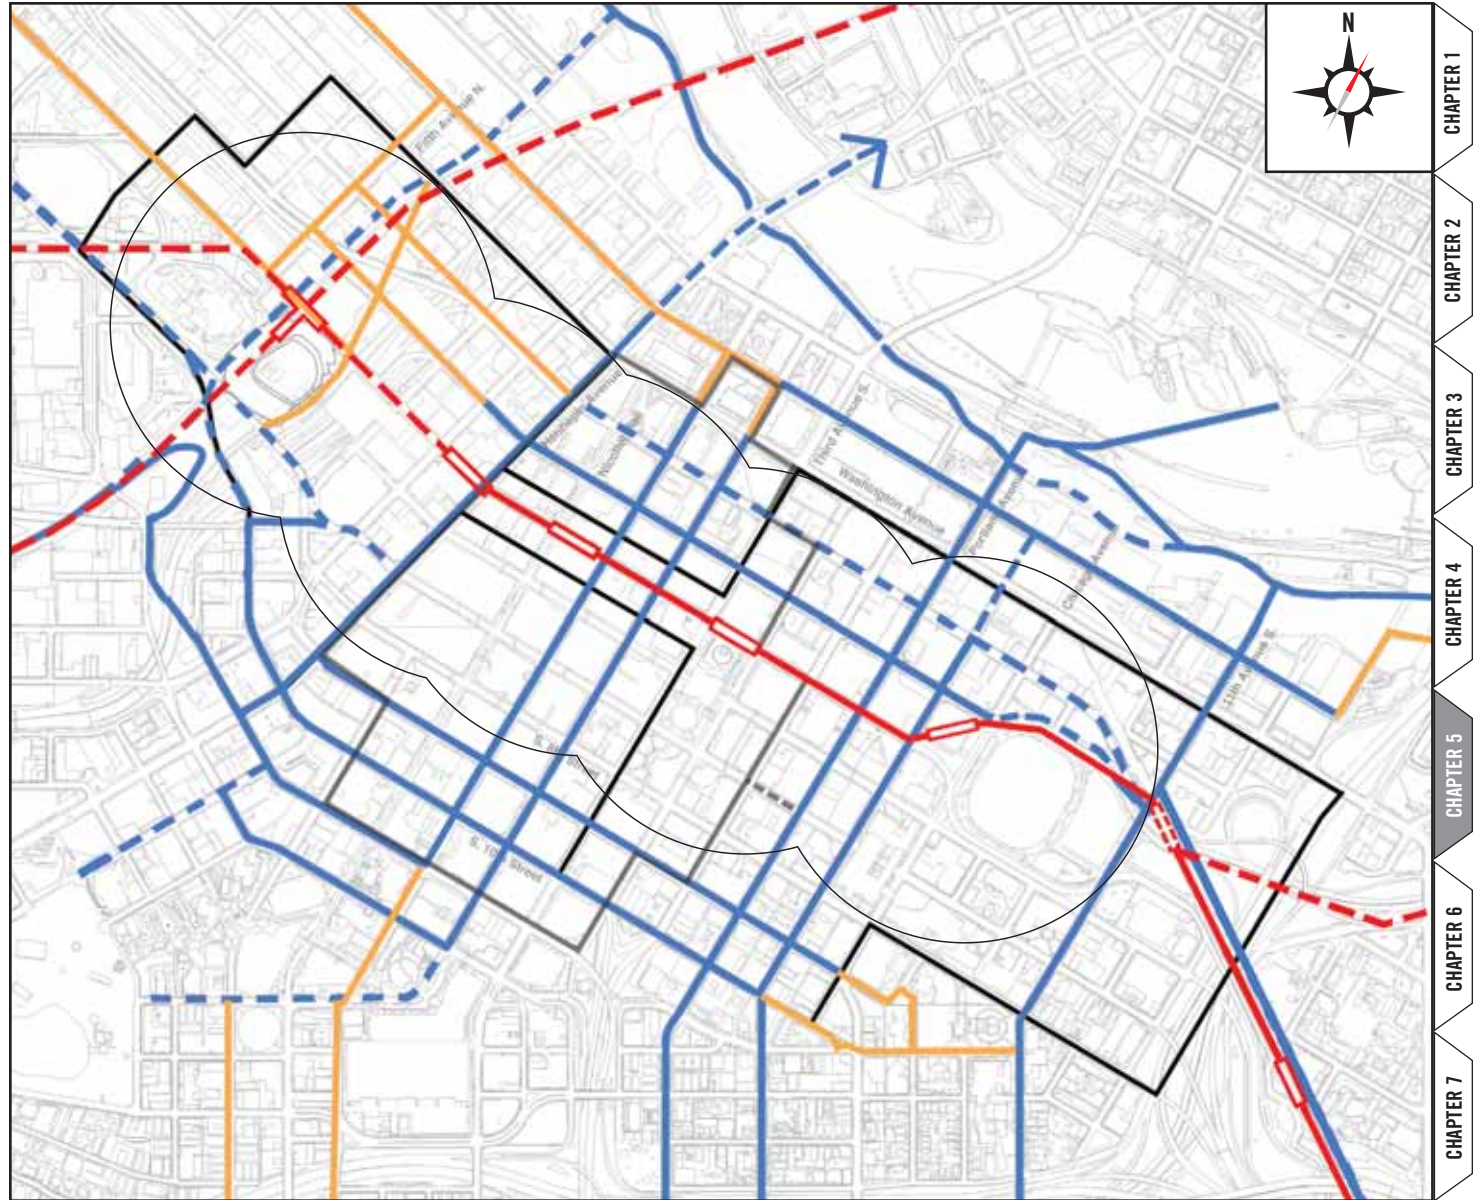 N
Fifth Avenue N.
Hennepin Avenue
Nicollet Mall
Third Avenue S.
Washington Avenue
Portland Avenue
Chicago Avenue
11th Avenue S.
S. 10th Street
CHAPTER 1
CHAPTER 2
CHAPTER 3
CHAPTER 4
CHAPTER 5
CHAPTER 6
CHAPTER 7